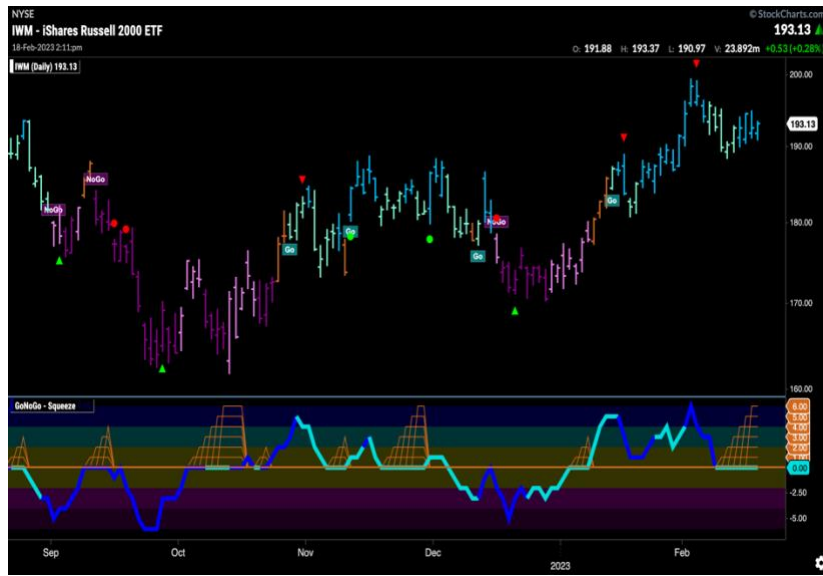 NYSE
© StockCharts.com
IWM - iShares Russell 2000 ETF
193.13
18-Feb-2023 2:11pm
O: 191.88 H: 193.37 L: 190.97 V: 23.892m +0.53 (+0.28%)
IWM (Daily) 193.13
200.00
193.13
190.00
NoGo
NoGo
Go
Go
Go
NoGo
Go
180.00
170.00
160.00
GoNoGo - Squeeze
6.00
5.00
4.00
3.00
2.00
1.00
0.00
-2.50
-5.00
Sep Oct Nov Dec 2023 Feb